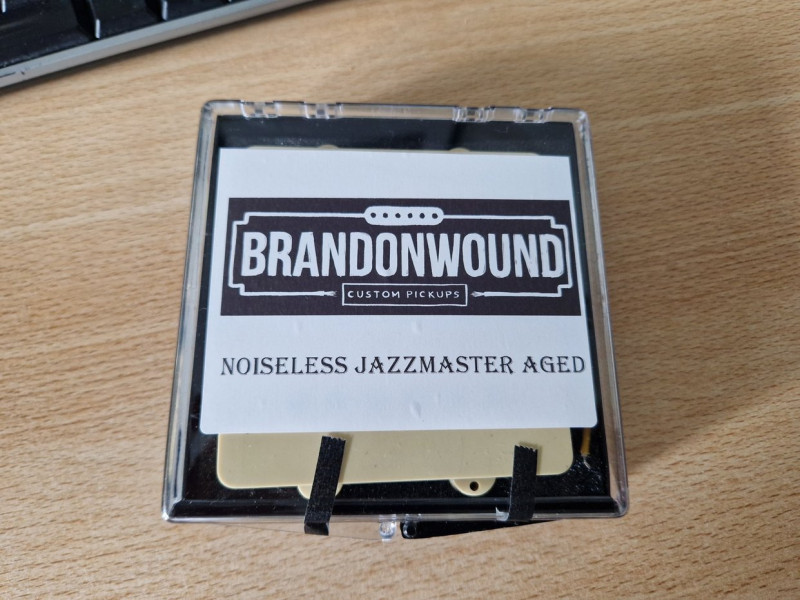 BRANDONWOUND
CUSTOM PICKUPS
NOISELESS JAZZMASTER AGED